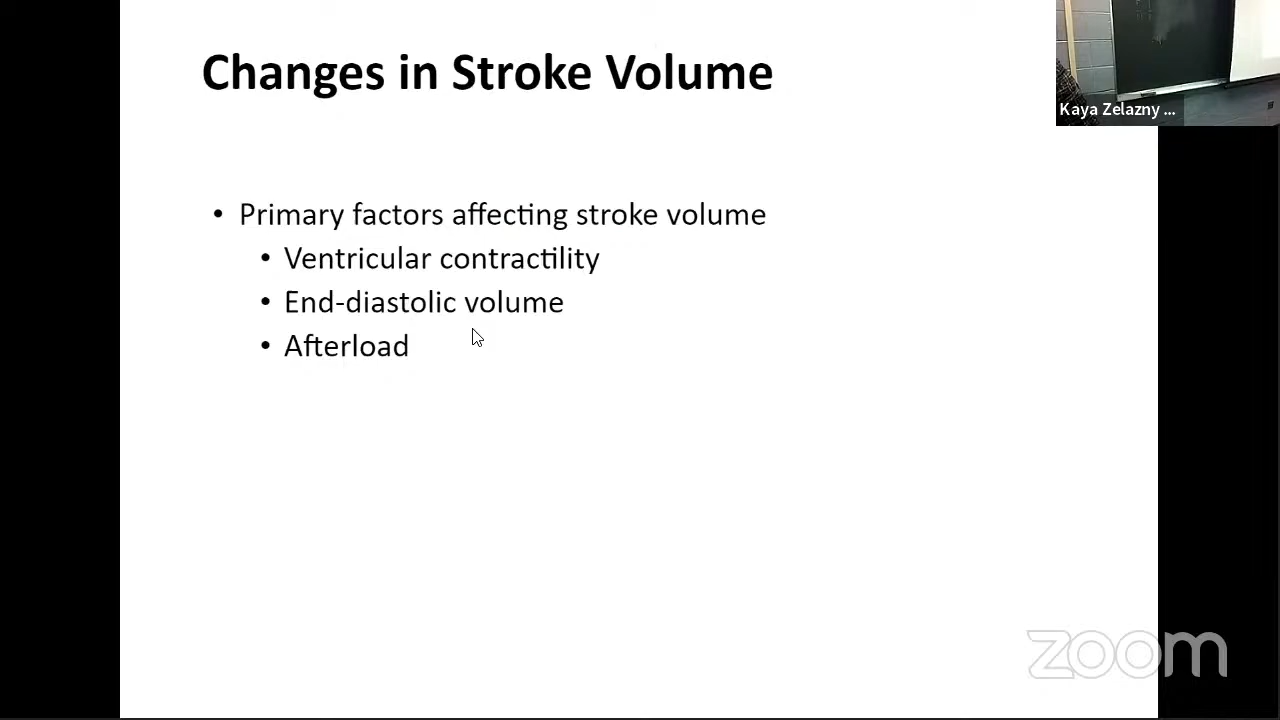 Changes in Stroke Volume
Kaya Zelazny ...
• Primary factors affecting stroke volume
• Ventricular contractility
• End-diastolic volume
• Afterload
zoom